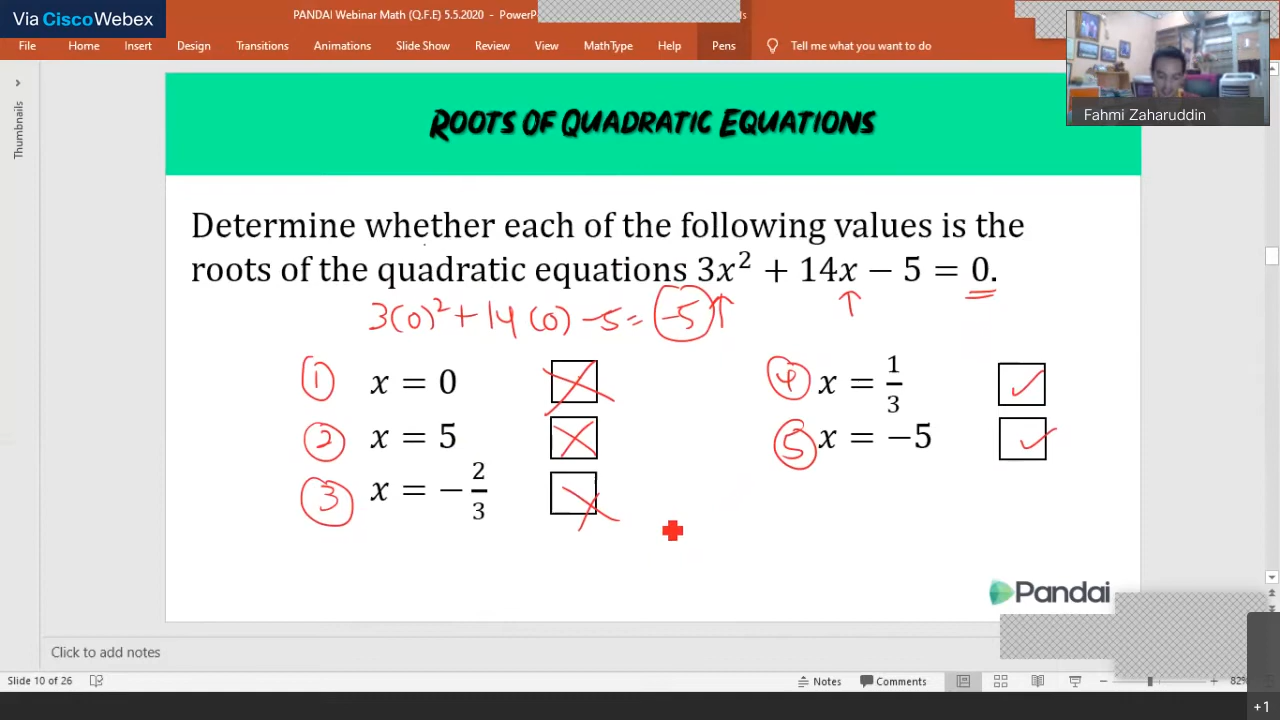 Via CiscoWebex
PANDAI Webinar Math (Q.F.E) 5.5.2020 - PowerP
File Home Insert Design Transitions Animations Slide Show Review View MathType Help Pens Tell me what you want to do
Fahmi Zaharuddin
Thumbnails
ROOTS OF QUADRATIC EQUATIONS
Determine whether each of the following values is the
roots of the quadratic equations 3x² + 14x − 5 = 0.
3(0)² + 14(0) - 5 = -5
1 x = 0
2 x = 5
3 x = − 2/3
4 x = 1/3
5 x = −5
Pandai
Click to add notes
Slide 10 of 26 Notes Comments 82%
+1